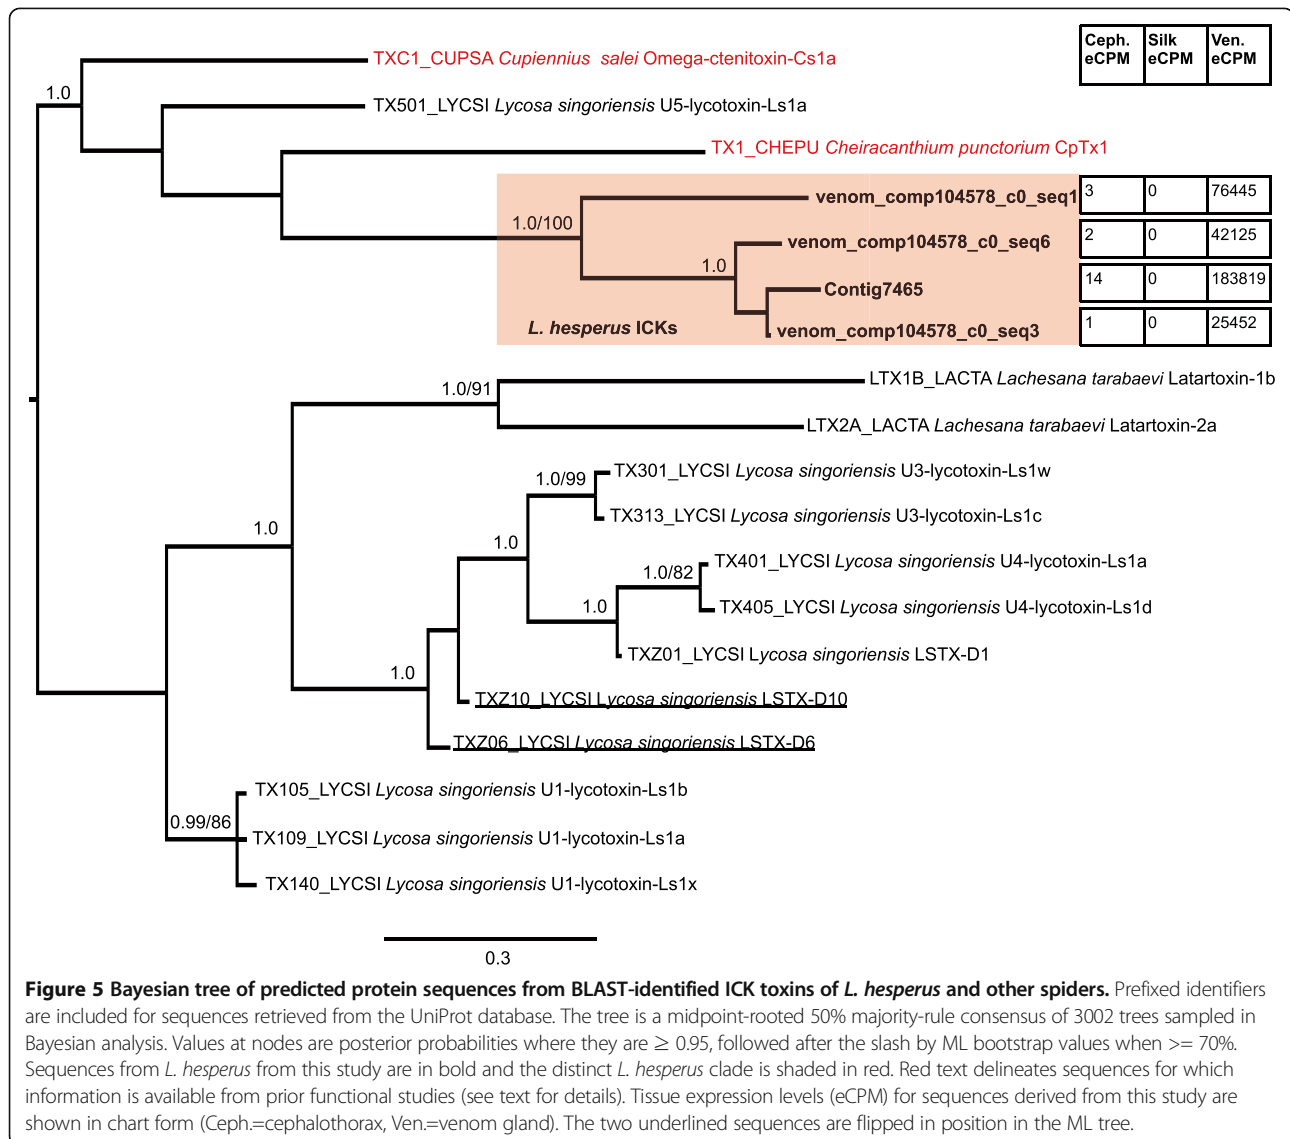 Ceph. eCPM Silk eCPM Ven. eCPM
TXC1_CUPSA Cupiennius salei Omega-ctenitoxin-Cs1a
1.0
TX501_LYCSI Lycosa singoriensis U5-lycotoxin-Ls1a
TX1_CHEPU Cheiracanthium punctorium CpTx1
venom_comp104578_c0_seq1 3 0 76445
1.0/100
venom_comp104578_c0_seq6 2 0 42125
1.0
Contig7465 14 0 183819
L. hesperus ICKs
venom_comp104578_c0_seq3 1 0 25452
LTX1B_LACTA Lachesana tarabaevi Latartoxin-1b
1.0/91
LTX2A_LACTA Lachesana tarabaevi Latartoxin-2a
TX301_LYCSI Lycosa singoriensis U3-lycotoxin-Ls1w
1.0/99
TX313_LYCSI Lycosa singoriensis U3-lycotoxin-Ls1c
1.0
1.0
TX401_LYCSI Lycosa singoriensis U4-lycotoxin-Ls1a
1.0/82
TX405_LYCSI Lycosa singoriensis U4-lycotoxin-Ls1d
1.0
TXZ01_LYCSI Lycosa singoriensis LSTX-D1
1.0
TXZ10_LYCSI Lycosa singoriensis LSTX-D10
TXZ06_LYCSI Lycosa singoriensis LSTX-D6
TX105_LYCSI Lycosa singoriensis U1-lycotoxin-Ls1b
0.99/86
TX109_LYCSI Lycosa singoriensis U1-lycotoxin-Ls1a
TX140_LYCSI Lycosa singoriensis U1-lycotoxin-Ls1x
0.3
Figure 5 Bayesian tree of predicted protein sequences from BLAST-identified ICK toxins of L. hesperus and other spiders. Prefixed identifiers
are included for sequences retrieved from the UniProt database. The tree is a midpoint-rooted 50% majority-rule consensus of 3002 trees sampled in
Bayesian analysis. Values at nodes are posterior probabilities where they are ≥ 0.95, followed after the slash by ML bootstrap values when >= 70%.
Sequences from L. hesperus from this study are in bold and the distinct L. hesperus clade is shaded in red. Red text delineates sequences for which
information is available from prior functional studies (see text for details). Tissue expression levels (eCPM) for sequences derived from this study are
shown in chart form (Ceph.=cephalothorax, Ven.=venom gland). The two underlined sequences are flipped in position in the ML tree.